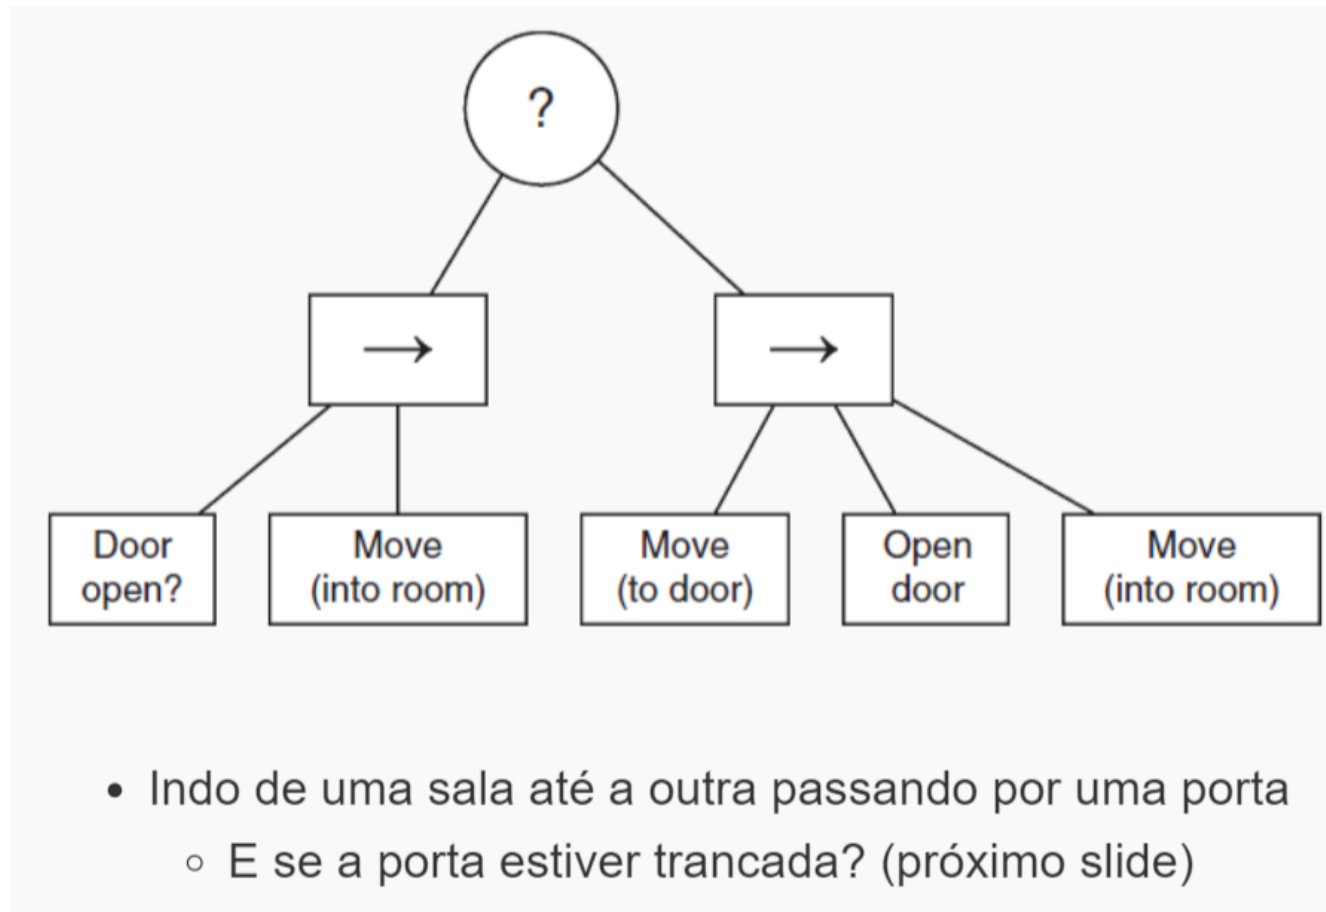 ?
→
→
Door
open?
Move
(into room)
Move
(to door)
Open
door
Move
(into room)
• Indo de uma sala até a outra passando por uma porta
○ E se a porta estiver trancada? (próximo slide)